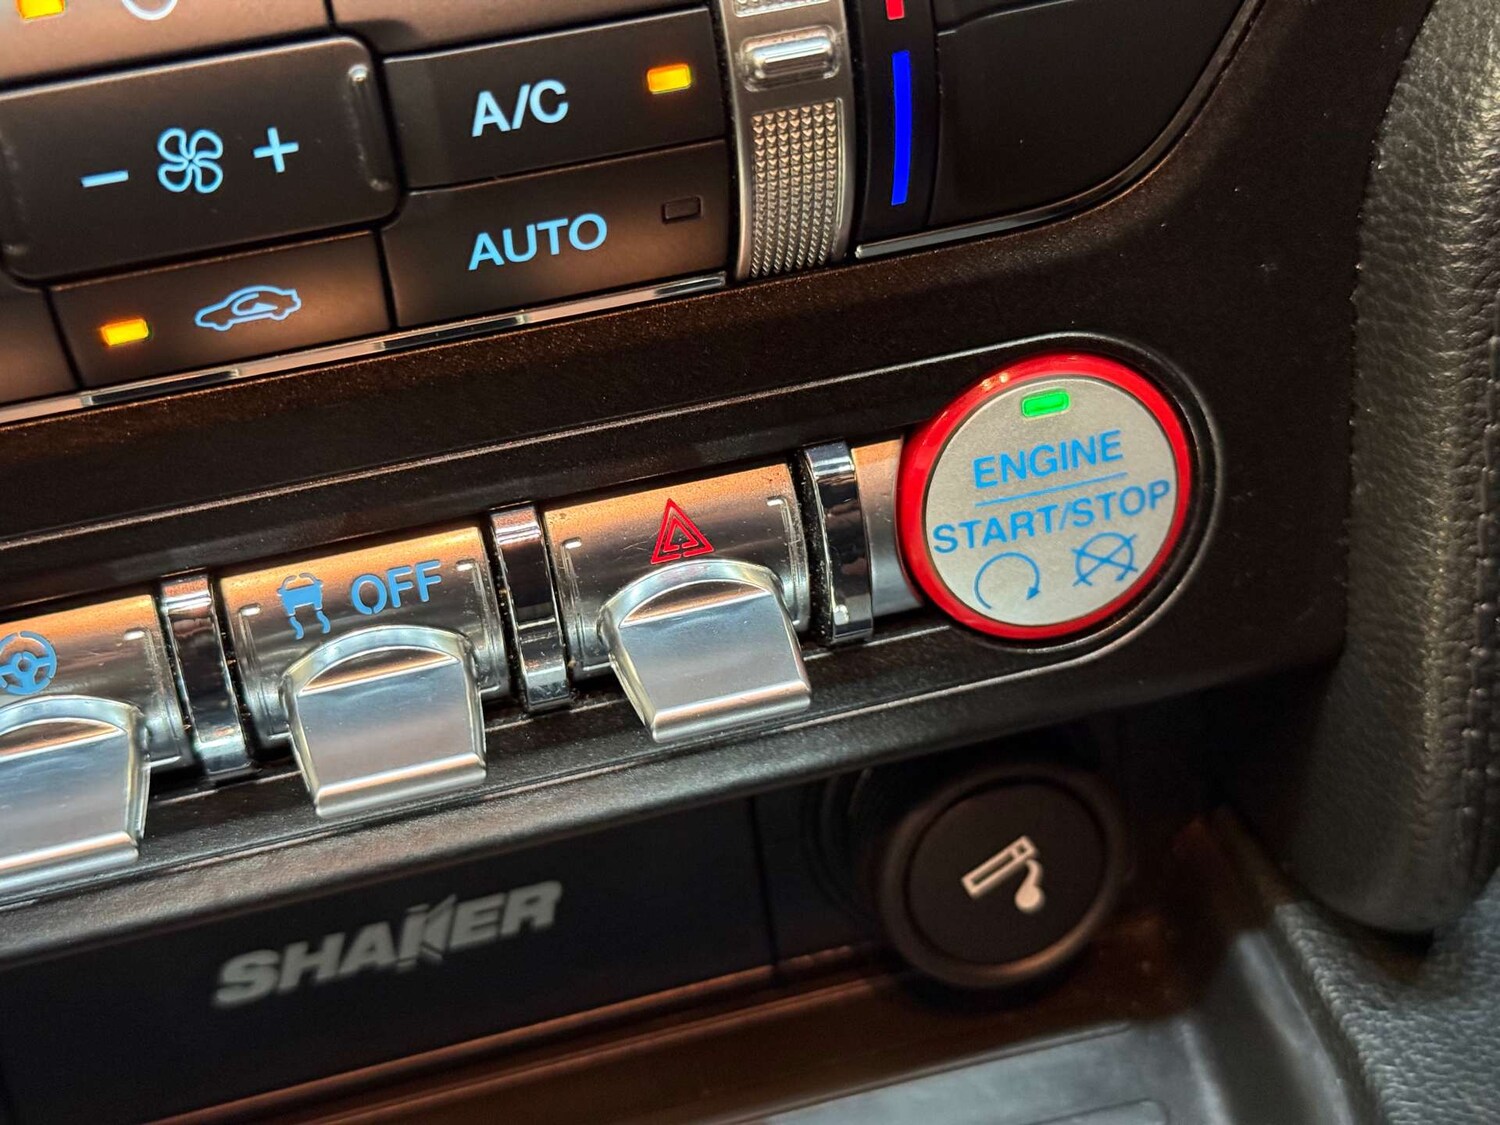 - +
A/C
AUTO
ENGINE
START/STOP
OFF
SHAKER